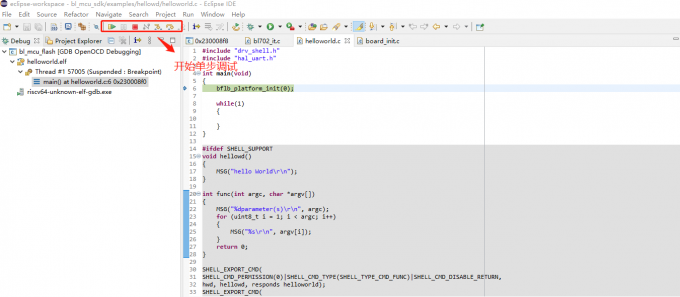 eclipse-workspace - bl_mcu_sdk/examples/hellowd/helloworld.c - Eclipse IDE
File Edit Source Refactor Navigate Search Project Run Window Help
Debug Project Explorer
bl_mcu_flash [GDB OpenOCD Debugging]
helloworld.elf
Thread #1 57005 (Suspended : Breakpoint)
main() at helloworld.c:6 0x230008f0
riscv64-unknown-elf-gdb.exe
开始单步调试
0x230008f0 bl702_it.c helloworld.c board_init.c
1 #include "drv_shell.h"
2 #include "hal_uart.h"
3
4 int main(void)
5 {
6 bflb_platform_init(0);
7
8 while(1)
9 {
10
11 }
12 }
13
14 #ifdef SHELL_SUPPORT
15 void hellowd()
16 {
17 MSG("hello World\r\n");
18 }
19
20 int func(int argc, char *argv[])
21 {
22 MSG("%dparameter(s)\r\n", argc);
23 for (uint8_t i = 1; i < argc; i++)
24 {
25 MSG("%s\r\n", argv[i]);
26 }
27 return 0;
28 }
29
30 SHELL_EXPORT_CMD(
31 SHELL_CMD_PERMISSION(0)|SHELL_CMD_TYPE(SHELL_TYPE_CMD_FUNC)|SHELL_CMD_DISABLE_RETURN,
32 hwd, hellowd, responds helloworld);
33 SHELL_EXPORT_CMD(